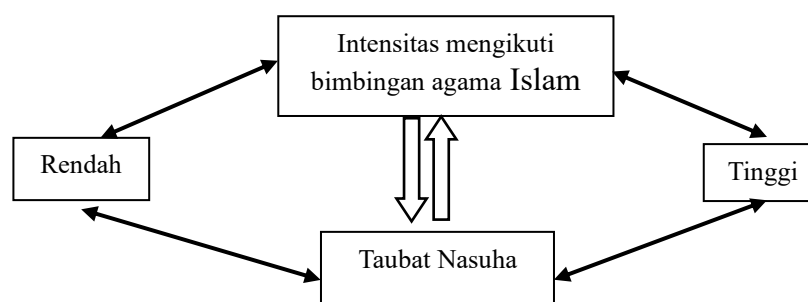 Intensitas mengikuti
bimbingan agama Islam
Rendah
Tinggi
Taubat Nasuha